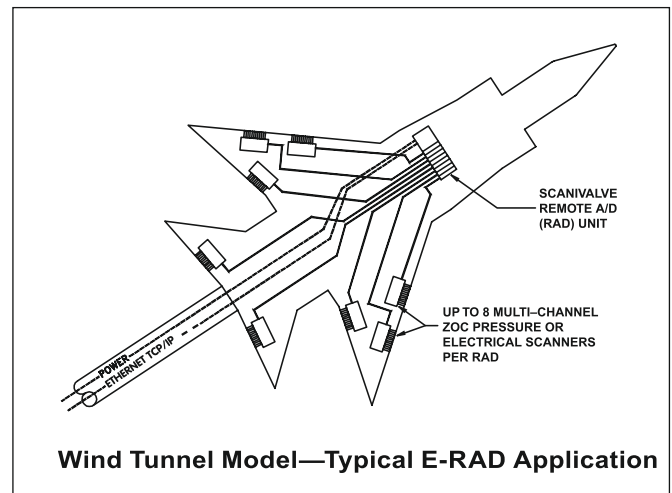 SCANIVALVE
REMOTE A/D
(RAD) UNIT
UP TO 8 MULTI–CHANNEL
ZOC PRESSURE OR
ELECTRICAL SCANNERS
PER RAD
POWER
ETHERNET TCP/IP
Wind Tunnel Model—Typical E-RAD Application